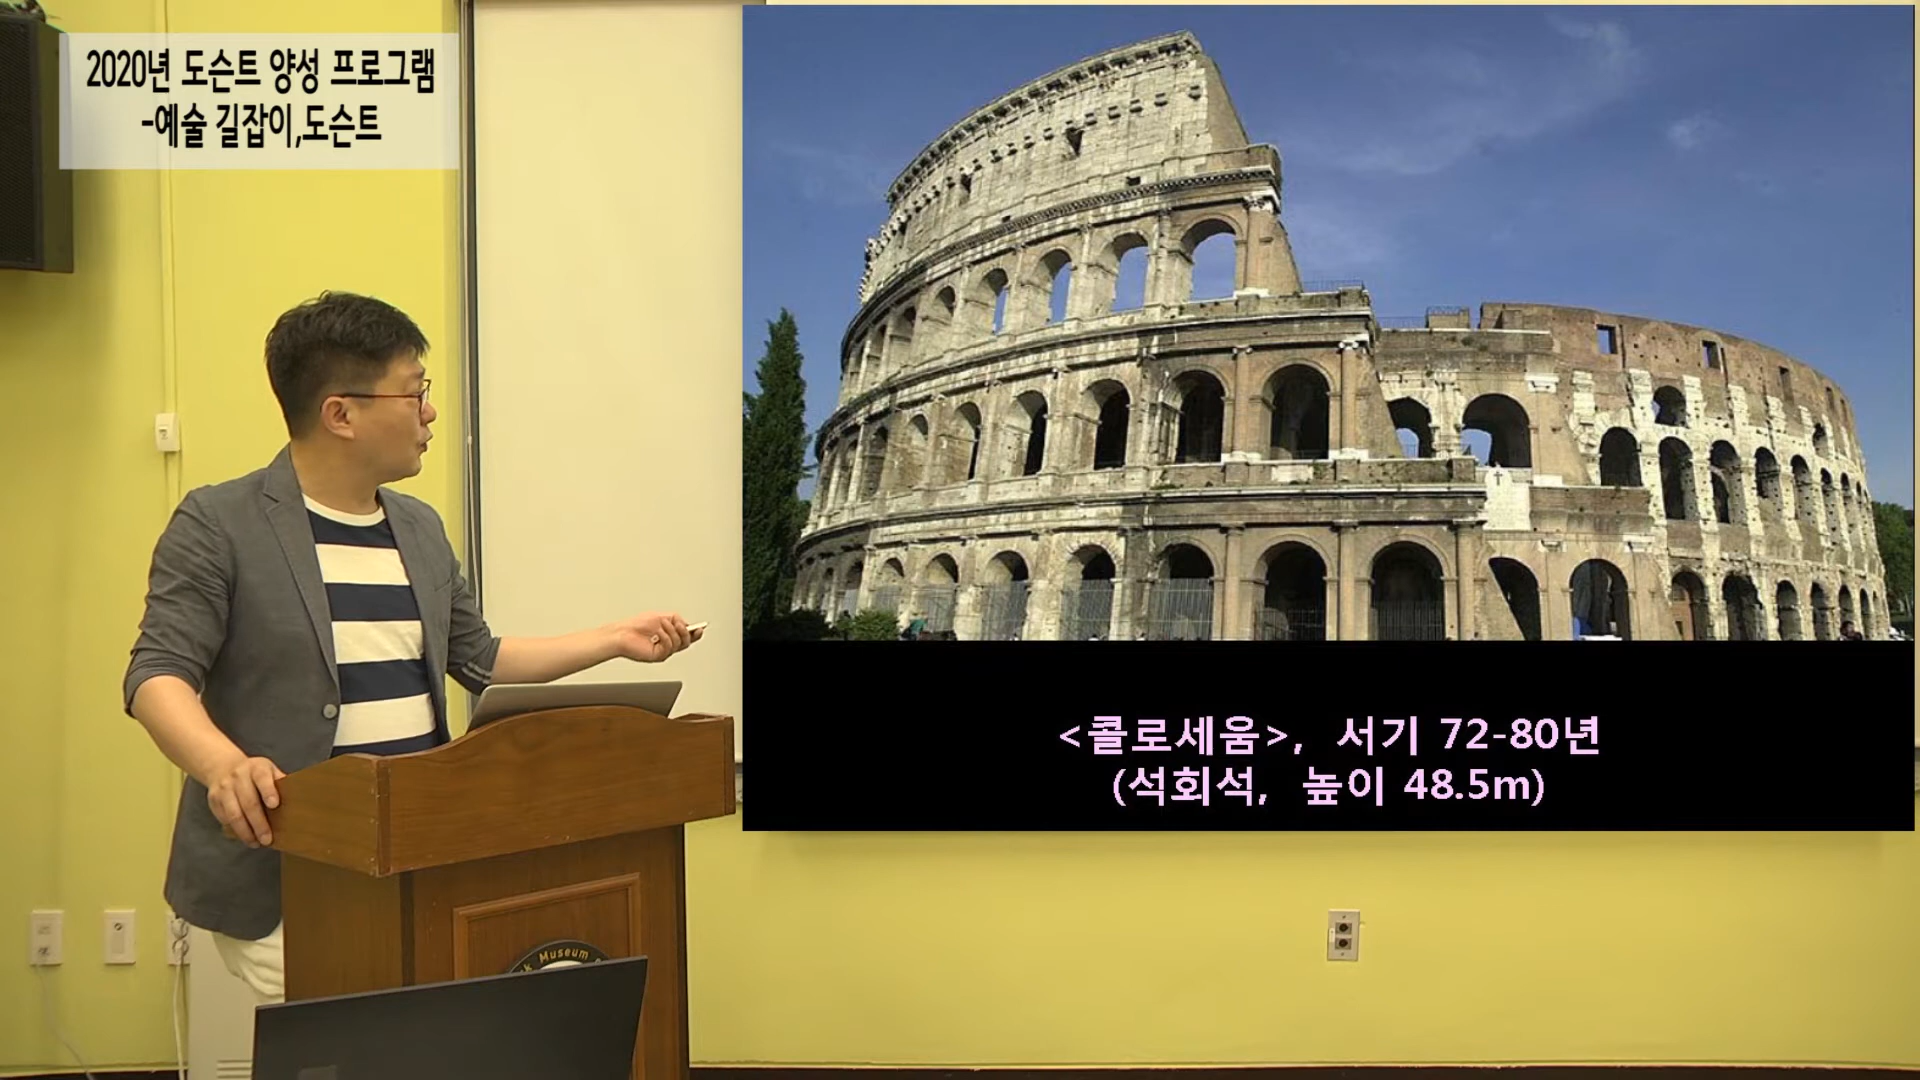 2020년 도슨트 양성 프로그램
-예술 길잡이,도슨트
<콜로세움>, 서기 72-80년
(석회석, 높이 48.5m)
Museum